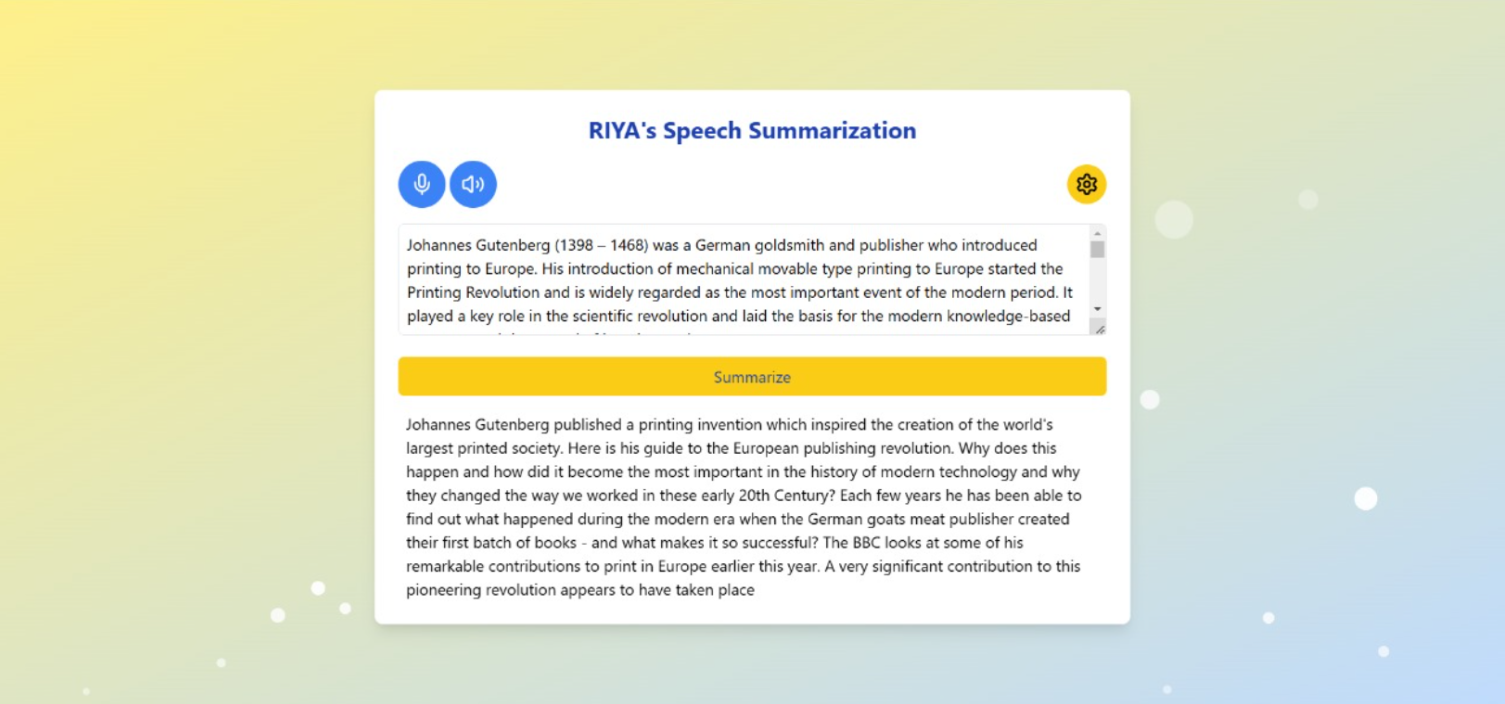 RIYA's Speech Summarization
Johannes Gutenberg (1398 – 1468) was a German goldsmith and publisher who introduced
printing to Europe. His introduction of mechanical movable type printing to Europe started the
Printing Revolution and is widely regarded as the most important event of the modern period. It
played a key role in the scientific revolution and laid the basis for the modern knowledge-based
Summarize
Johannes Gutenberg published a printing invention which inspired the creation of the world's
largest printed society. Here is his guide to the European publishing revolution. Why does this
happen and how did it become the most important in the history of modern technology and why
they changed the way we worked in these early 20th Century? Each few years he has been able to
find out what happened during the modern era when the German goats meat publisher created
their first batch of books - and what makes it so successful? The BBC looks at some of his
remarkable contributions to print in Europe earlier this year. A very significant contribution to this
pioneering revolution appears to have taken place